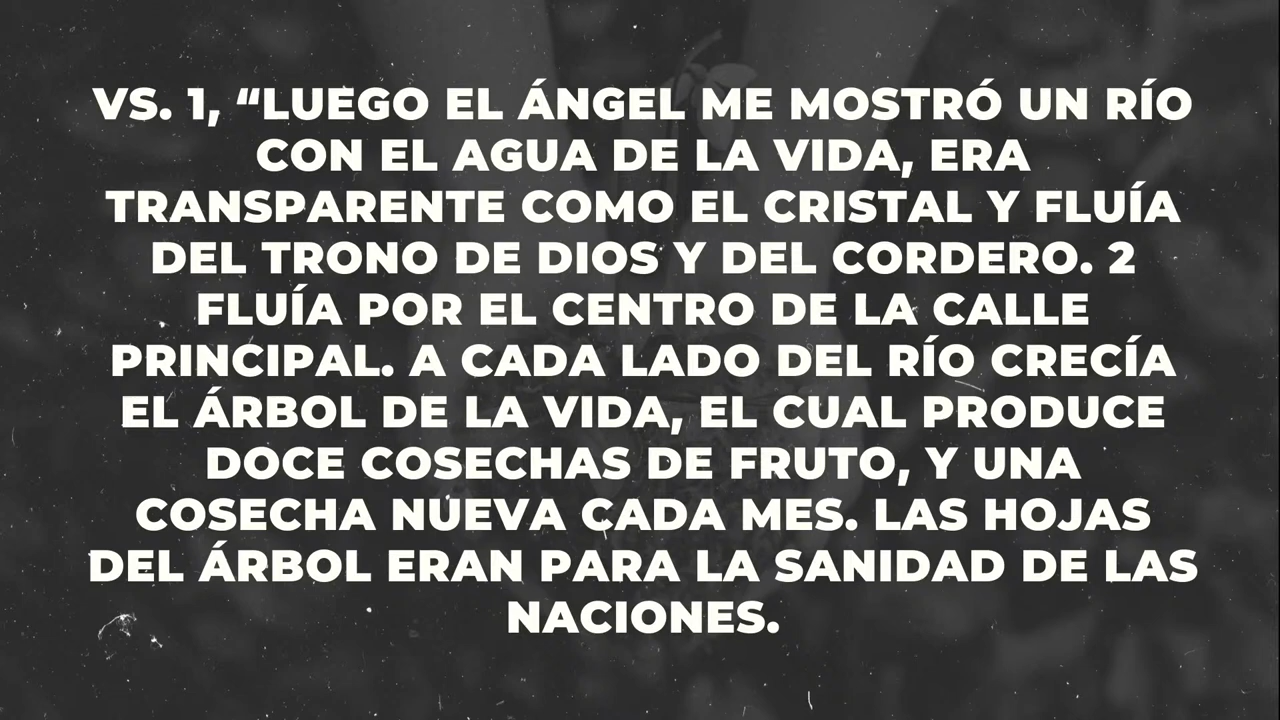 VS. 1, “LUEGO EL ÁNGEL ME MOSTRÓ UN RÍO
CON EL AGUA DE LA VIDA, ERA
TRANSPARENTE COMO EL CRISTAL Y FLUÍA
DEL TRONO DE DIOS Y DEL CORDERO. 2
FLUÍA POR EL CENTRO DE LA CALLE
PRINCIPAL. A CADA LADO DEL RÍO CRECÍA
EL ÁRBOL DE LA VIDA, EL CUAL PRODUCE
DOCE COSECHAS DE FRUTO, Y UNA
COSECHA NUEVA CADA MES. LAS HOJAS
DEL ÁRBOL ERAN PARA LA SANIDAD DE LAS
NACIONES.